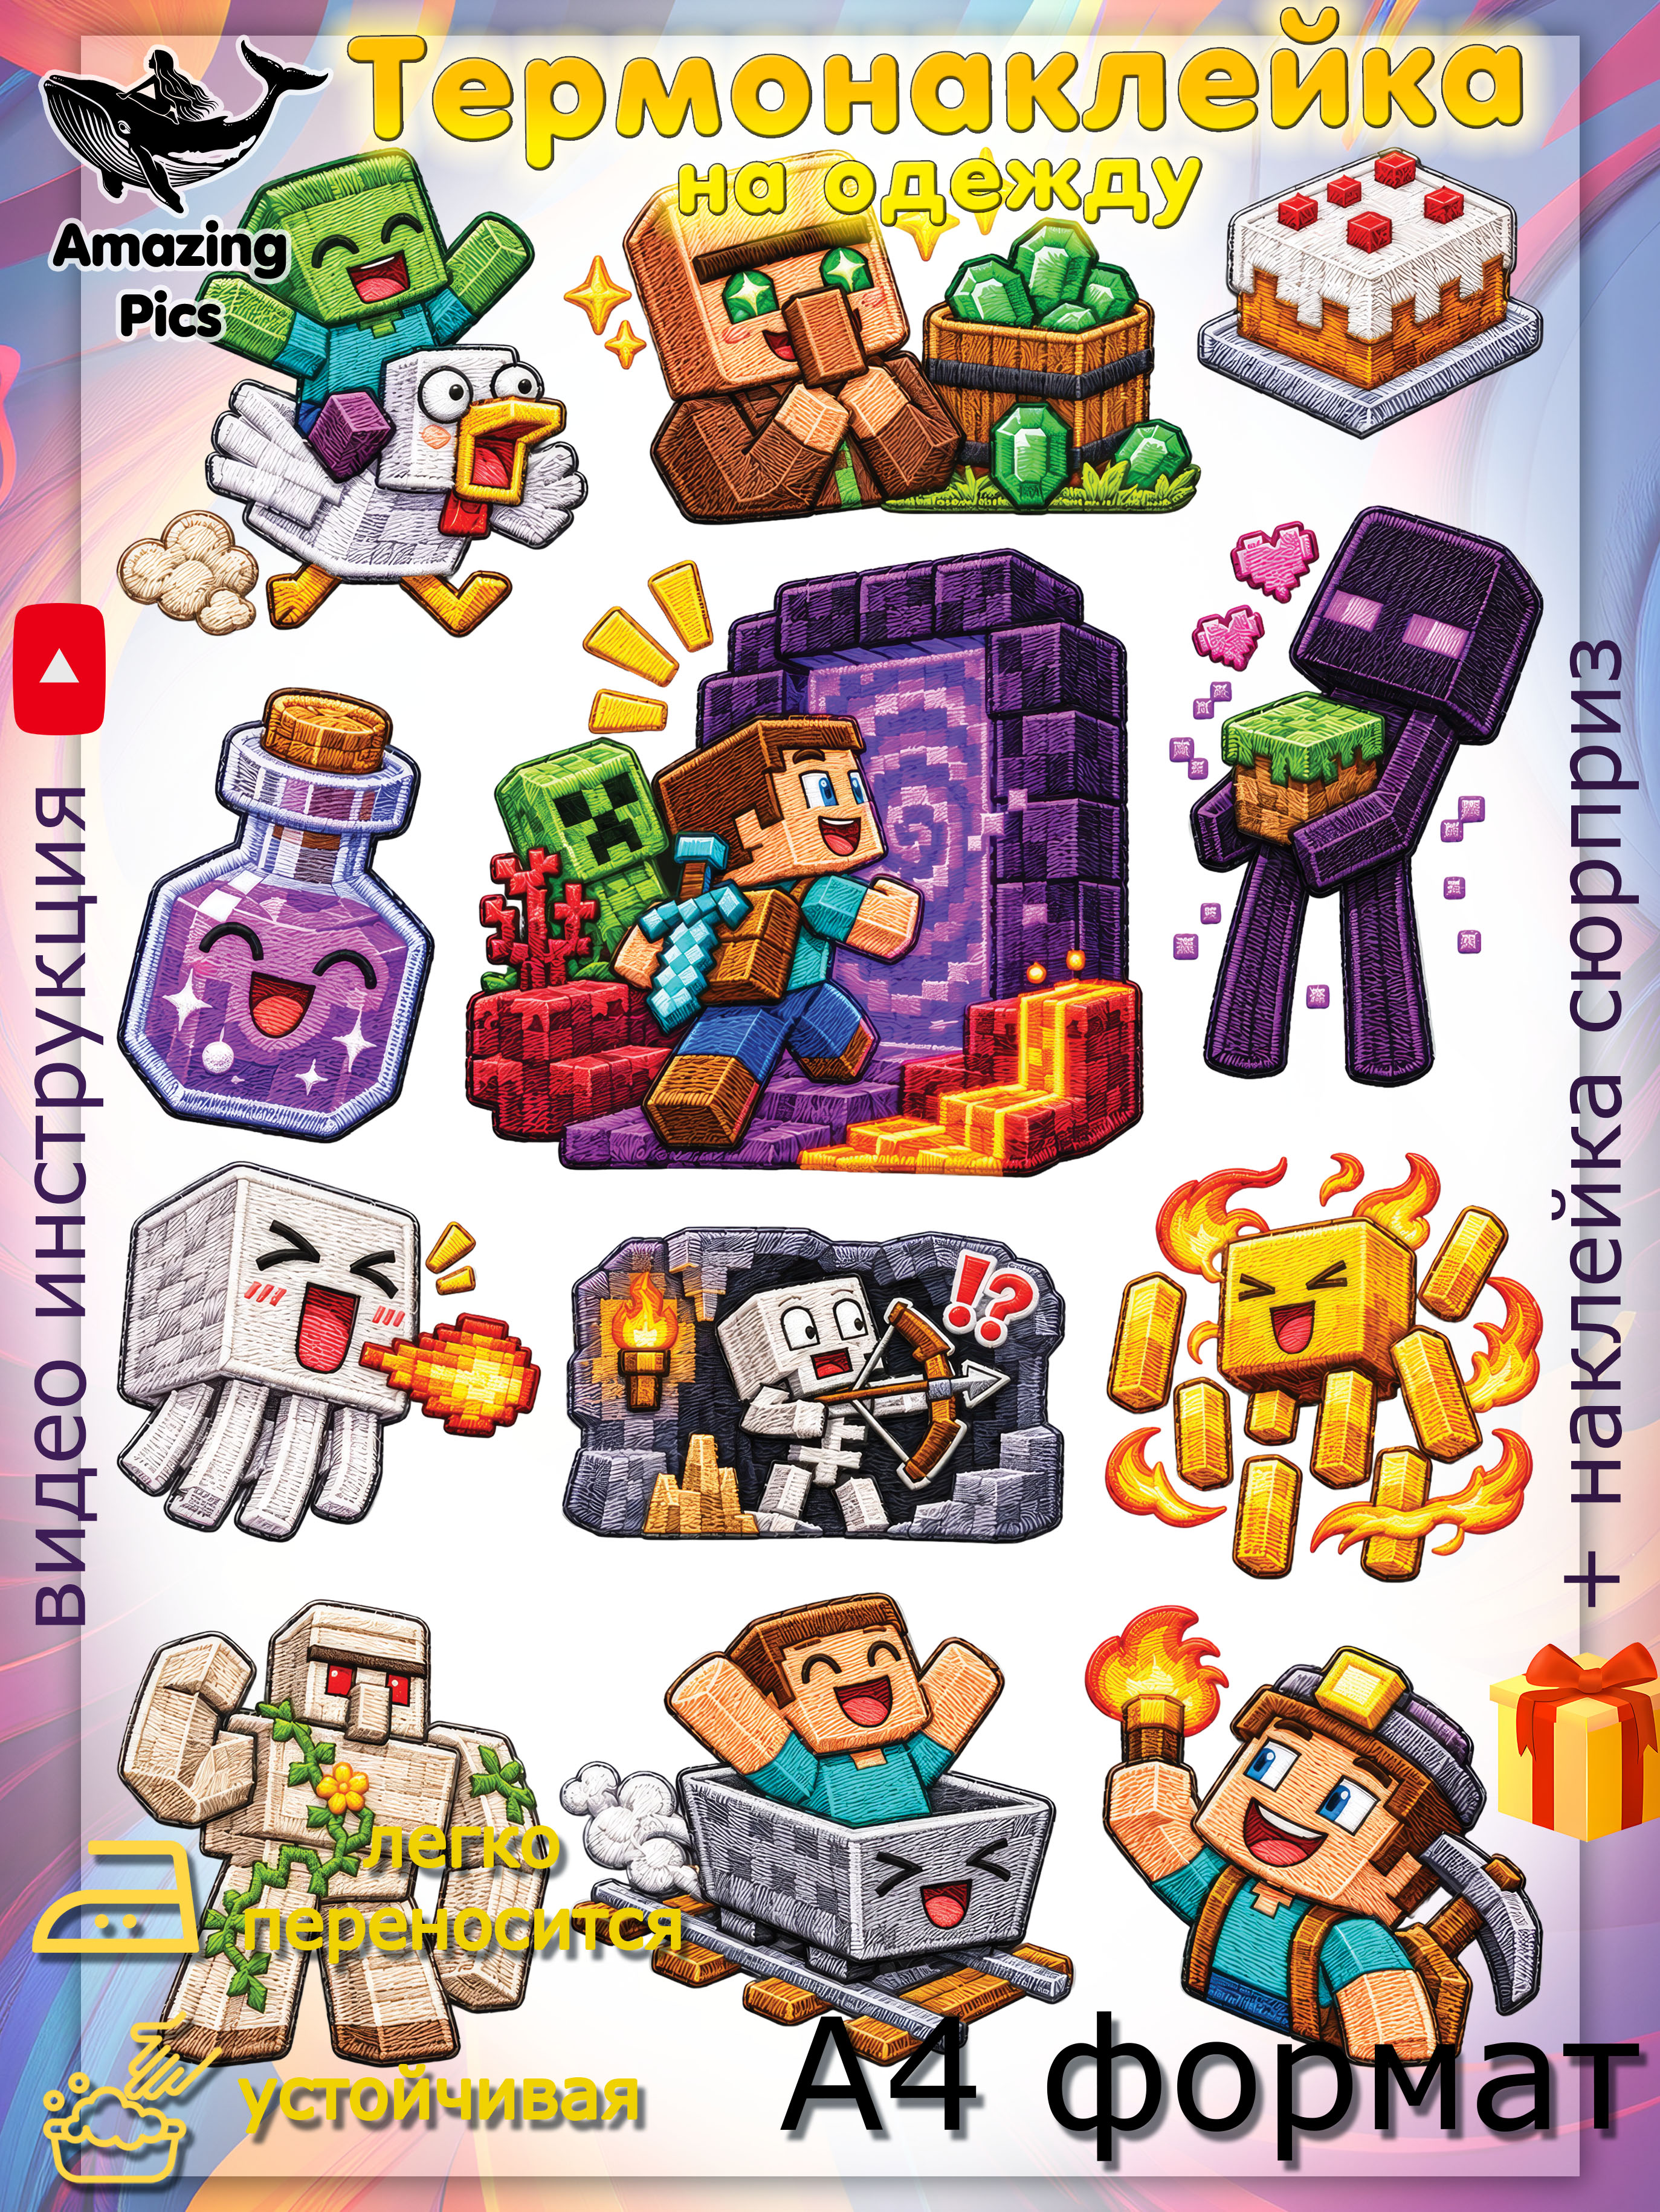 Термонаклейка
на одежду
Amazing
Pics
видео инструкция
!?
+ наклейка сюрприз
легко
переносится
устойчивая
А4 формат